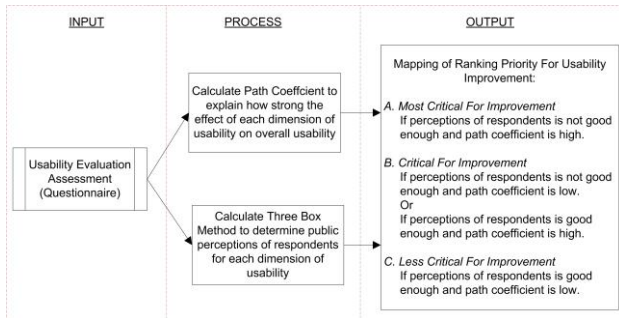 INPUT
PROCESS
OUTPUT
Usability Evaluation
Assessment
(Questionnaire)
Calculate Path Coeffcient to
explain how strong the
effect of each dimension of
usability on overall usability
Calculate Three Box
Method to determine public
perceptions of respondents
for each dimension of
usability
Mapping of Ranking Priority For Usability
Improvement:
A. Most Critical For Improvement
If perceptions of respondents is not good
enough and path coefficient is high.
B. Critical For Improvement
If perceptions of respondents is not good
enough and path coefficient is low.
Or
If perceptions of respondents is good
enough and path coefficient is high.
C. Less Critical For Improvement
If perceptions of respondents is good
enough and path coefficient is low.